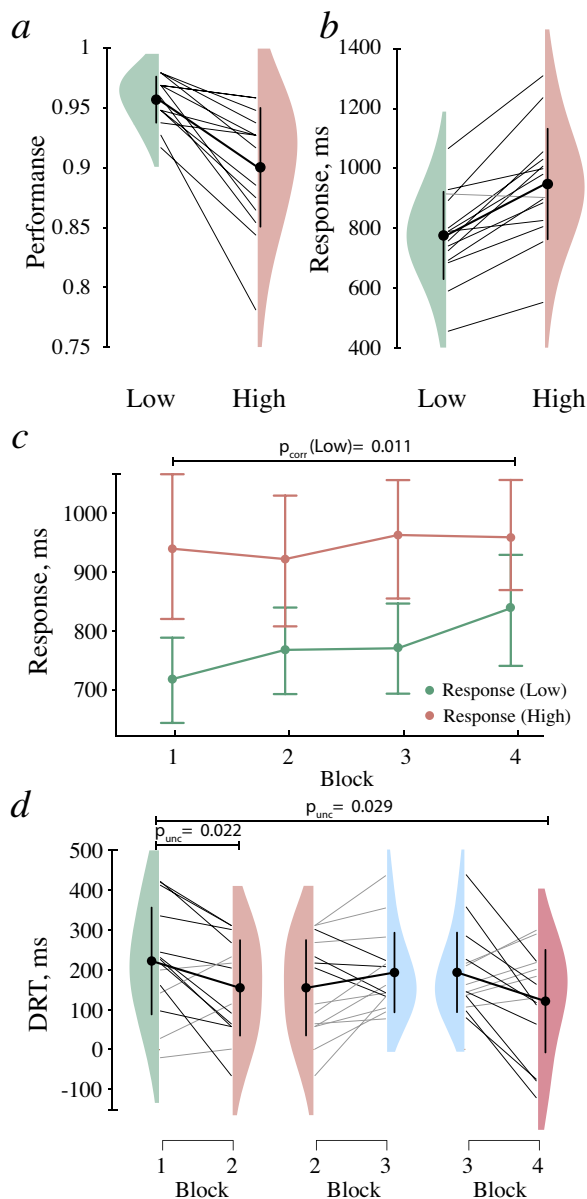 a
b
1
0.95
0.9
0.85
0.8
0.75
Performanse
Low
High
1400
1200
1000
800
600
400
Response, ms
Low
High
c
p_corr (Low)= 0.011
1000
900
800
700
Response, ms
Response (Low)
Response (High)
1 2 3 4
Block
d
p_unc= 0.029
p_unc= 0.022
500
400
300
200
100
0
-100
DRT, ms
1 2 2 3 3 4
Block Block Block